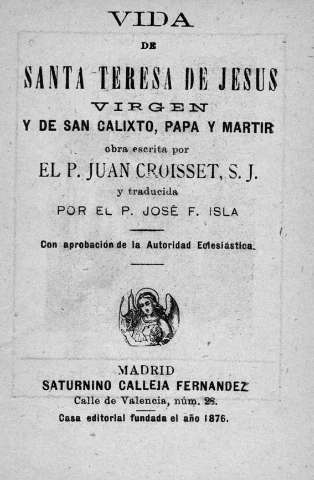 VIDA
DE
SANTA TERESA DE JESUS
VIRGEN
Y DE SAN CALIXTO, PAPA Y MARTIR
obra escrita por
EL P. JUAN CROISSET, S. J.
y traducida
POR EL P. JOSÉ F. ISLA
Con aprobación de la Autoridad Eclesiástica.
MADRID
SATURNINO CALLEJA FERNANDEZ
Calle de Valencia, núm. 28.
Casa editorial fundada el año 1876.